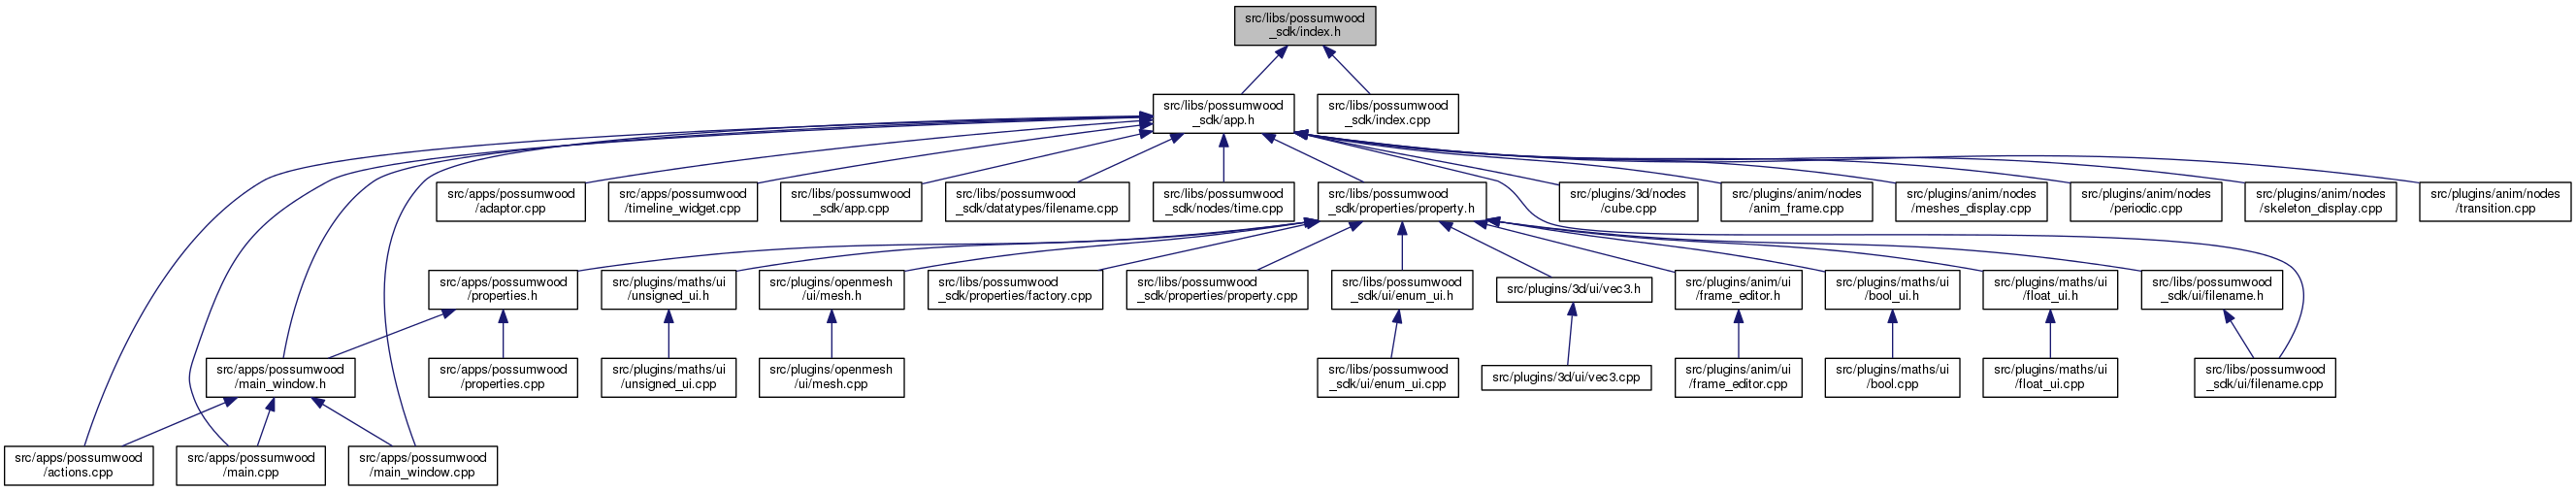 src/libs/possumwood
_sdk/index.h
src/libs/possumwood
_sdk/app.h
src/libs/possumwood
_sdk/index.cpp
src/apps/possumwood
/adaptor.cpp
src/apps/possumwood
/timeline_widget.cpp
src/libs/possumwood
_sdk/app.cpp
src/libs/possumwood
_sdk/datatypes/filename.cpp
src/libs/possumwood
_sdk/nodes/time.cpp
src/libs/possumwood
_sdk/properties/property.h
src/plugins/3d/nodes
/cube.cpp
src/plugins/anim/nodes
/anim_frame.cpp
src/plugins/anim/nodes
/meshes_display.cpp
src/plugins/anim/nodes
/periodic.cpp
src/plugins/anim/nodes
/skeleton_display.cpp
src/plugins/anim/nodes
/transition.cpp
src/apps/possumwood
/properties.h
src/plugins/maths/ui
/unsigned_ui.h
src/plugins/openmesh
/ui/mesh.h
src/libs/possumwood
_sdk/properties/factory.cpp
src/libs/possumwood
_sdk/properties/property.cpp
src/libs/possumwood
_sdk/ui/enum_ui.h
src/plugins/3d/ui/vec3.h
src/plugins/anim/ui
/frame_editor.h
src/plugins/maths/ui
/bool_ui.h
src/plugins/maths/ui
/float_ui.h
src/libs/possumwood
_sdk/ui/filename.h
src/apps/possumwood
/main_window.h
src/apps/possumwood
/properties.cpp
src/plugins/maths/ui
/unsigned_ui.cpp
src/plugins/openmesh
/ui/mesh.cpp
src/libs/possumwood
_sdk/ui/enum_ui.cpp
src/plugins/3d/ui/vec3.cpp
src/plugins/anim/ui
/frame_editor.cpp
src/plugins/maths/ui
/bool.cpp
src/plugins/maths/ui
/float_ui.cpp
src/libs/possumwood
_sdk/ui/filename.cpp
src/apps/possumwood
/actions.cpp
src/apps/possumwood
/main.cpp
src/apps/possumwood
/main_window.cpp